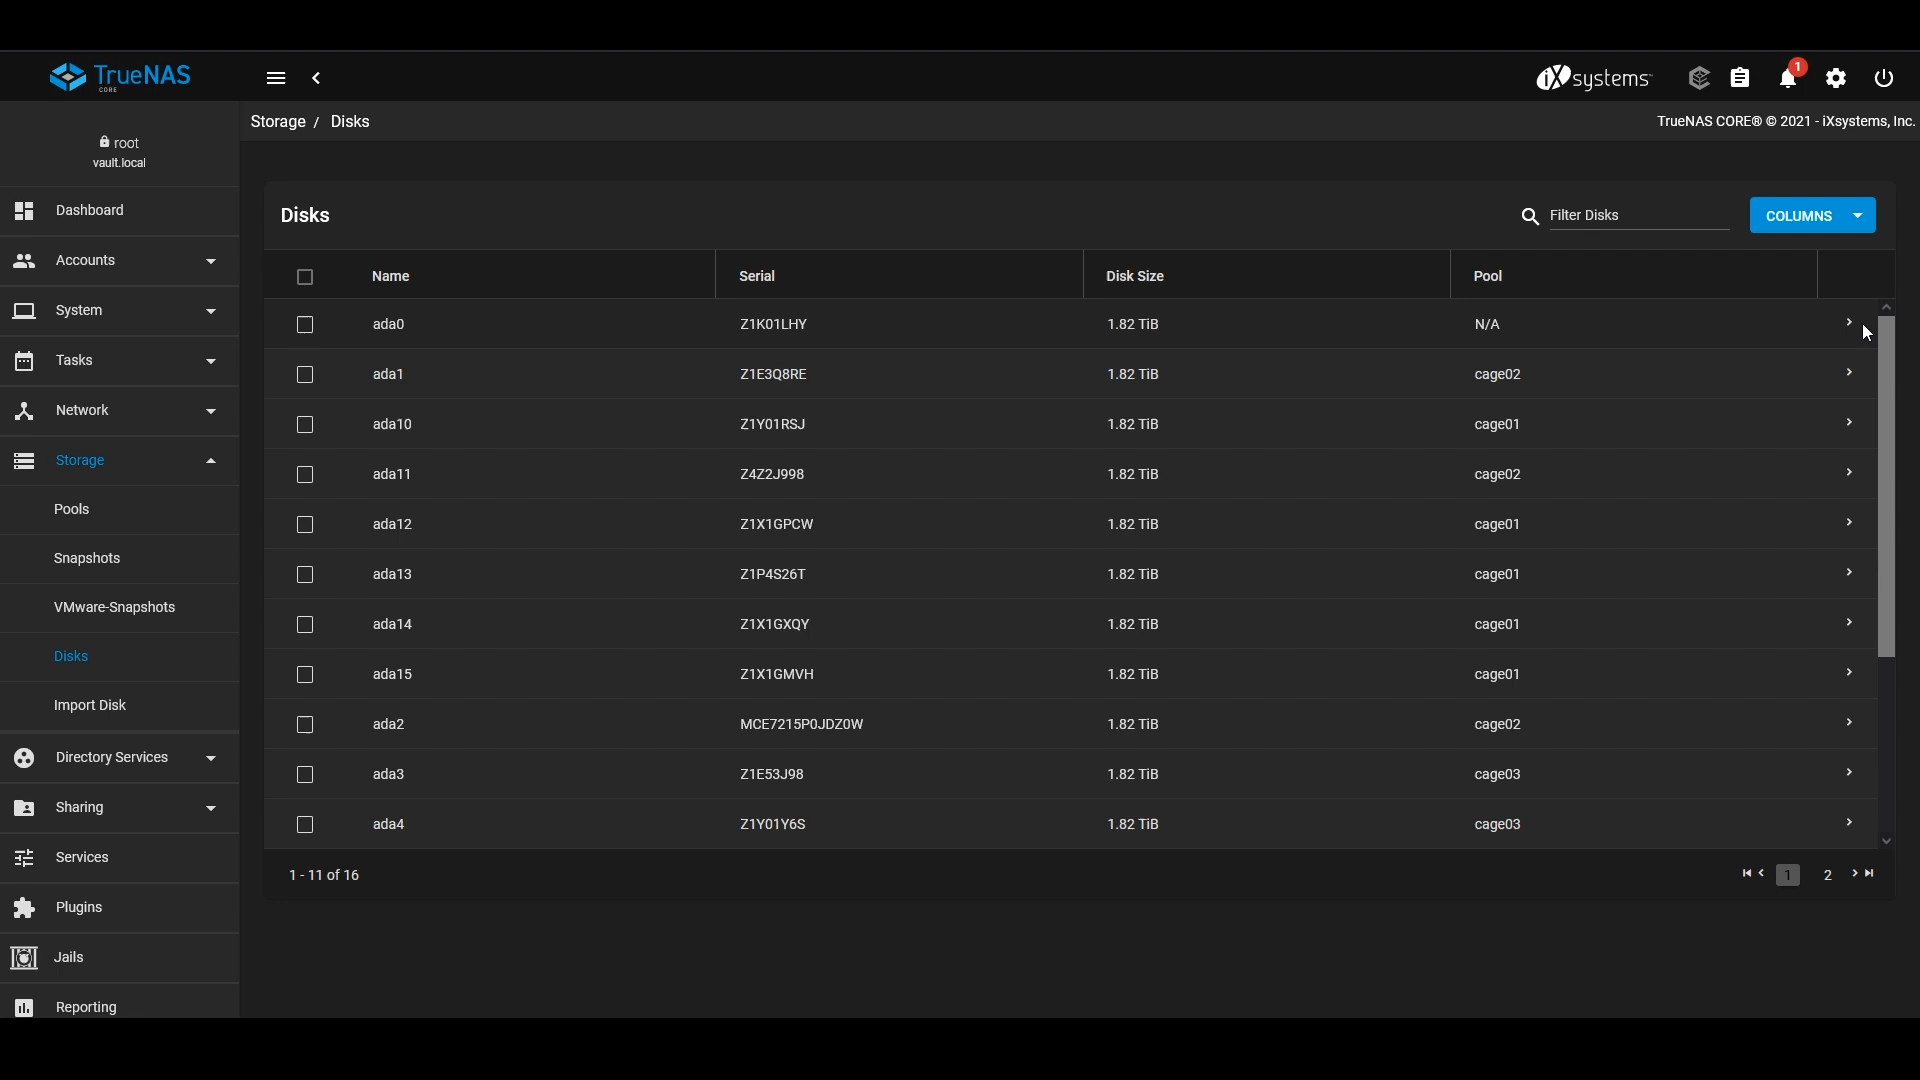 TrueNAS
CORE
iXsystems
1
Storage / Disks
TrueNAS CORE® © 2021 - iXsystems, Inc.
root
vault.local
Dashboard
Accounts
System
Tasks
Network
Storage
Pools
Snapshots
VMware-Snapshots
Disks
Import Disk
Directory Services
Sharing
Services
Plugins
Jails
Reporting
Disks
Filter Disks
COLUMNS
Name Serial Disk Size Pool
ada0 Z1K01LHY 1.82 TiB N/A
ada1 Z1E3Q8RE 1.82 TiB cage02
ada10 Z1Y01RSJ 1.82 TiB cage01
ada11 Z4Z2J998 1.82 TiB cage02
ada12 Z1X1GPCW 1.82 TiB cage01
ada13 Z1P4S26T 1.82 TiB cage01
ada14 Z1X1GXQY 1.82 TiB cage01
ada15 Z1X1GMVH 1.82 TiB cage01
ada2 MCE7215P0JDZ0W 1.82 TiB cage02
ada3 Z1E53J98 1.82 TiB cage03
ada4 Z1Y01Y6S 1.82 TiB cage03
1 - 11 of 16
1 2